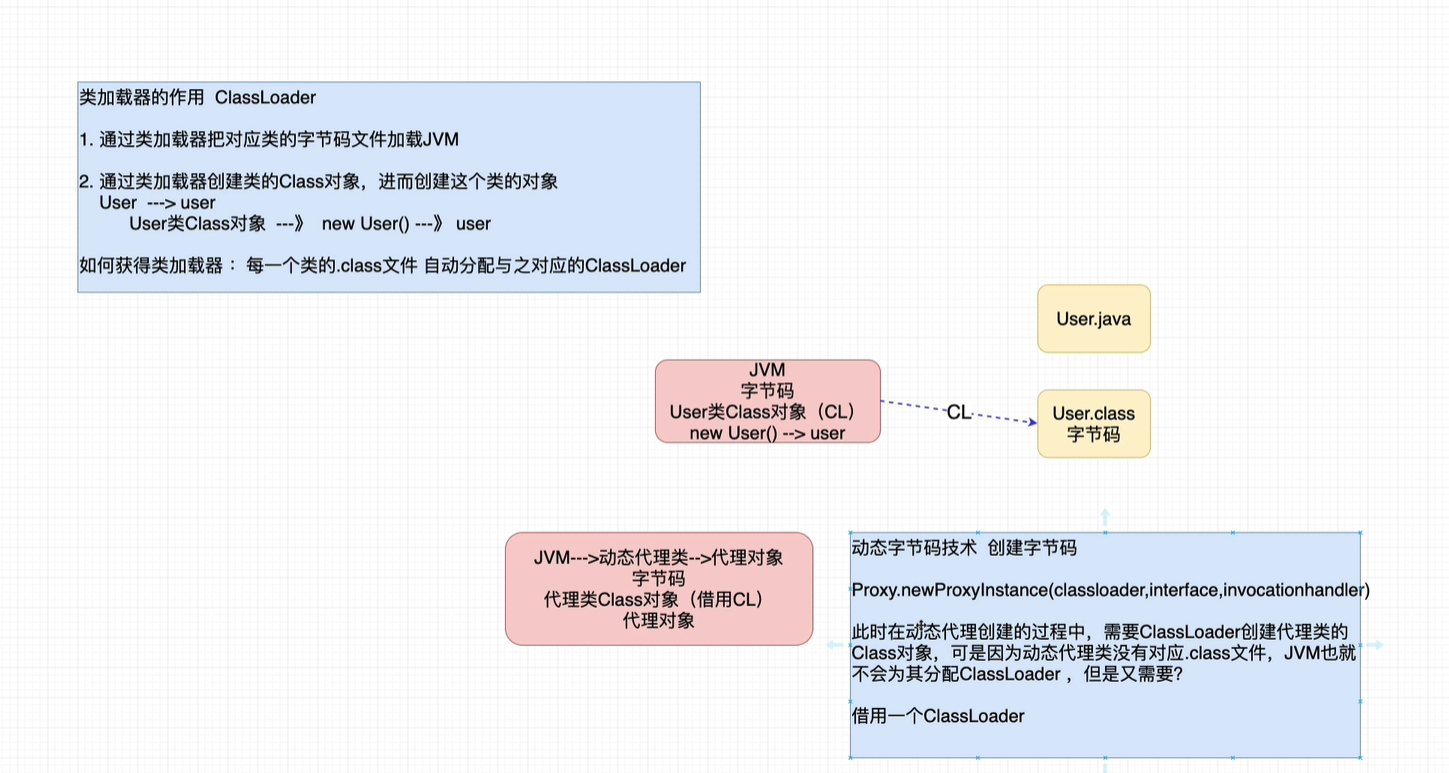 类加载器的作用 ClassLoader
1. 通过类加载器把对应类的字节码文件加载JVM
2. 通过类加载器创建类的Class对象，进而创建这个类的对象
User ---> user
User类Class对象 ---》 new User() ---》 user
如何获得类加载器： 每一个类的.class文件 自动分配与之对应的ClassLoader
User.java
JVM
字节码
User类Class对象（CL）
new User() --> user
CL
User.class
字节码
JVM--->动态代理类-->代理对象
字节码
代理类Class对象（借用CL）
代理对象
动态字节码技术 创建字节码
Proxy.newProxyInstance(classloader,interface,invocationhandler)
此时在动态代理创建的过程中，需要ClassLoader创建代理类的
Class对象，可是因为动态代理类没有对应.class文件，JVM也就
不会为其分配ClassLoader ，但是又需要?
借用一个ClassLoader